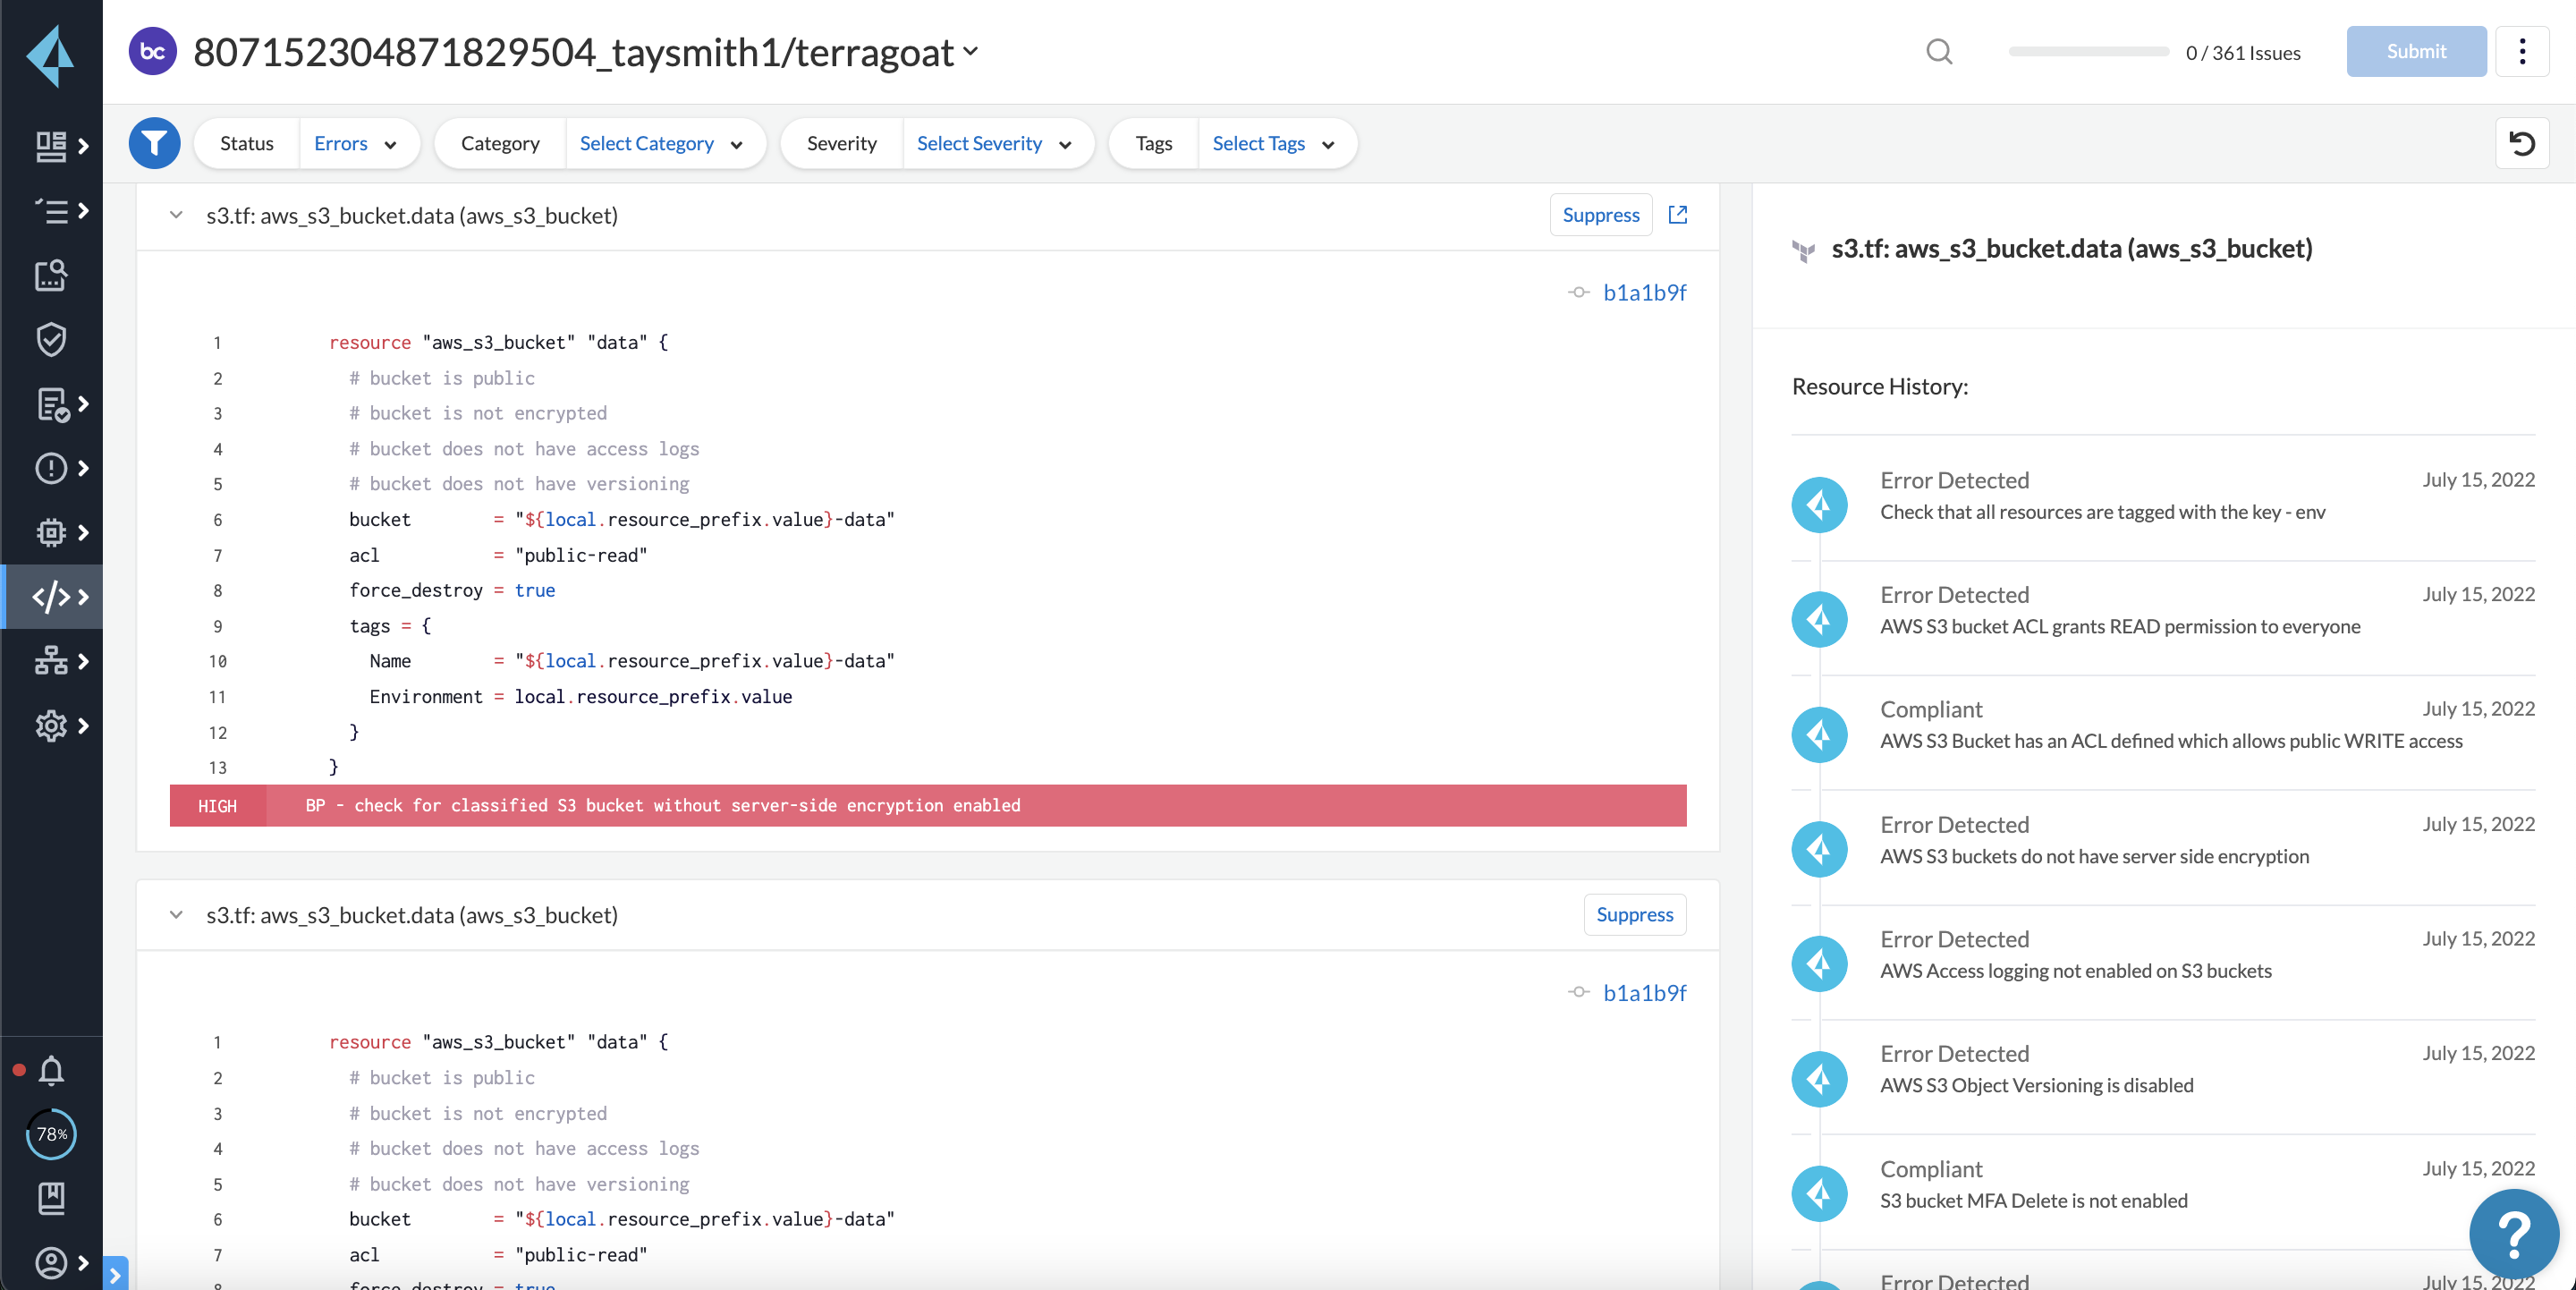 bc 807152304871829504_taysmith1/terragoat
0 / 361 Issues
Submit
Status Errors
Category Select Category
Severity Select Severity
Tags Select Tags
s3.tf: aws_s3_bucket.data (aws_s3_bucket)
Suppress
b1a1b9f
1 resource "aws_s3_bucket" "data" {
2 # bucket is public
3 # bucket is not encrypted
4 # bucket does not have access logs
5 # bucket does not have versioning
6 bucket = "${local.resource_prefix.value}-data"
7 acl = "public-read"
8 force_destroy = true
9 tags = {
10 Name = "${local.resource_prefix.value}-data"
11 Environment = local.resource_prefix.value
12 }
13 }
HIGH BP - check for classified S3 bucket without server-side encryption enabled
s3.tf: aws_s3_bucket.data (aws_s3_bucket)
Suppress
b1a1b9f
1 resource "aws_s3_bucket" "data" {
2 # bucket is public
3 # bucket is not encrypted
4 # bucket does not have access logs
5 # bucket does not have versioning
6 bucket = "${local.resource_prefix.value}-data"
7 acl = "public-read"
8 force_destroy = true
s3.tf: aws_s3_bucket.data (aws_s3_bucket)
Resource History:
Error Detected July 15, 2022
Check that all resources are tagged with the key - env
Error Detected July 15, 2022
AWS S3 bucket ACL grants READ permission to everyone
Compliant July 15, 2022
AWS S3 Bucket has an ACL defined which allows public WRITE access
Error Detected July 15, 2022
AWS S3 buckets do not have server side encryption
Error Detected July 15, 2022
AWS Access logging not enabled on S3 buckets
Error Detected July 15, 2022
AWS S3 Object Versioning is disabled
Compliant July 15, 2022
S3 bucket MFA Delete is not enabled
Error Detected July 15, 2022
78%
?